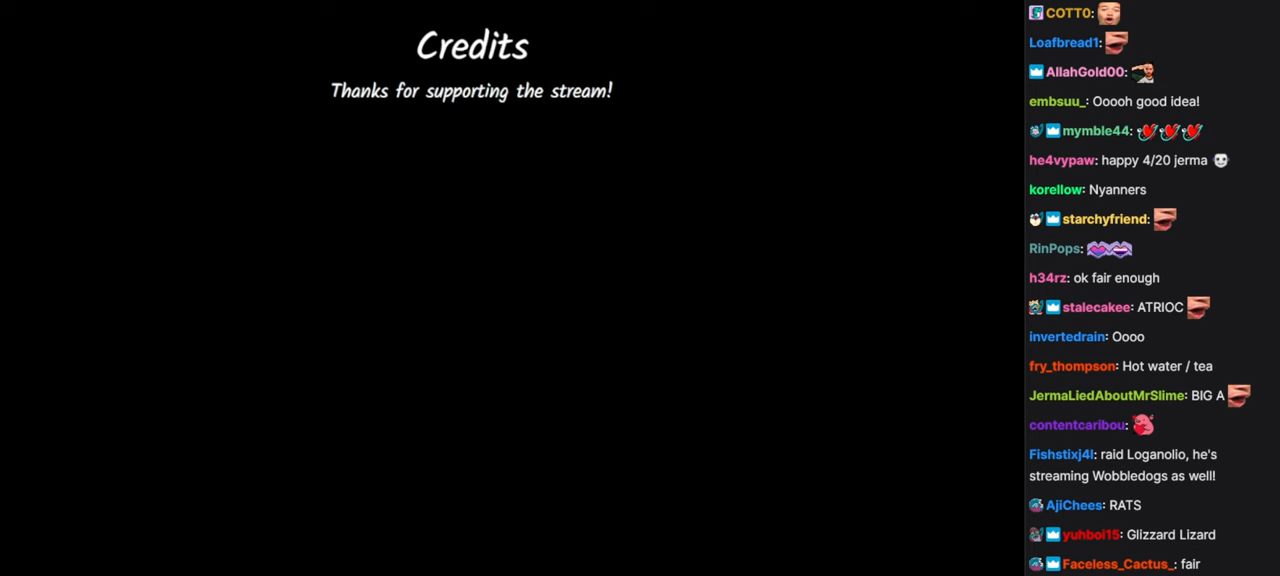 Credits
Thanks for supporting the stream!
COTT0:
Loafbread1:
AllahGold00:
embsuu_: Ooooh good idea!
mymble44:
he4vypaw: happy 4/20 jerma
korellow: Nyanners
starchyfriend:
RinPops:
h34rz: ok fair enough
stalecakee: ATRIOC
invertedrain: Oooo
fry_thompson: Hot water / tea
JermaLiedAboutMrSlime: BIG A
contentcaribou:
Fishstixj4l: raid Loganolio, he's
streaming Wobbledogs as well!
AjiChees: RATS
yuhboi15: Glizzard Lizard
Faceless_Cactus_: fair